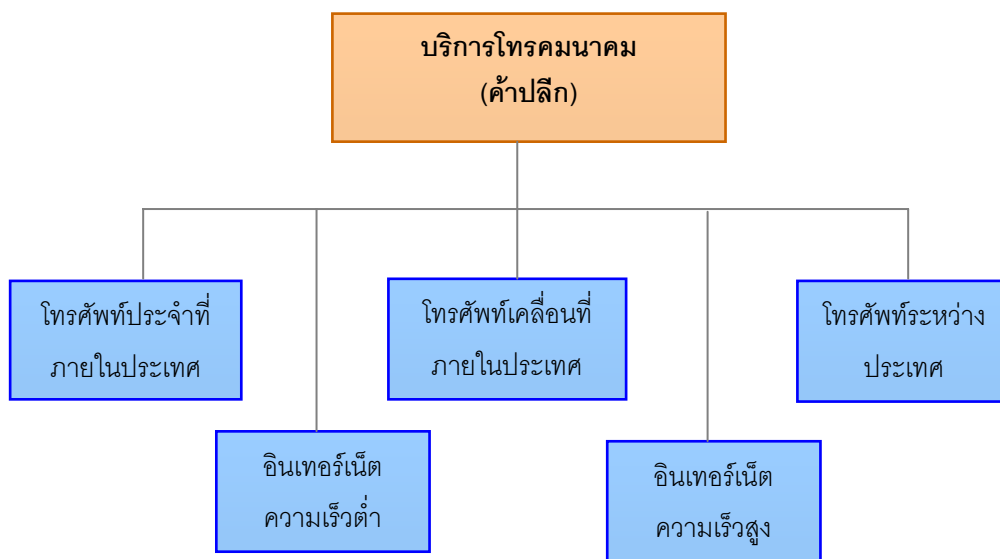 บริการโทรคมนาคม
(ค้าปลีก)
โทรศัพท์ประจำที่
ภายในประเทศ
โทรศัพท์เคลื่อนที่
ภายในประเทศ
โทรศัพท์ระหว่าง
ประเทศ
อินเทอร์เน็ต
ความเร็วต่ำ
อินเทอร์เน็ต
ความเร็วสูง